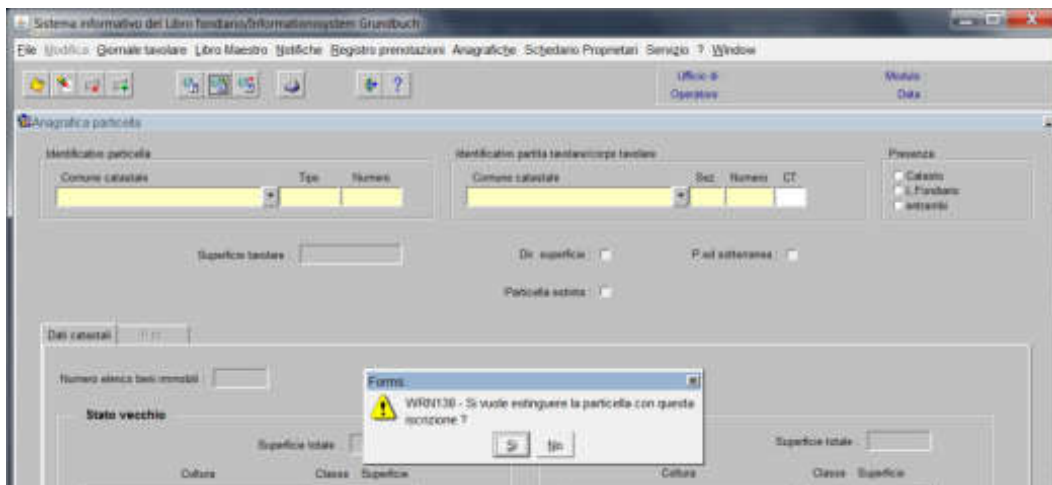 Sistema informativo del Libro fondiario/Informationssystem Grundbuch
File Modifica Giornale tavolare Libro Maestro Notifiche Registro prenotazioni Anagrafiche Schedario Proprietari Servizio ? Window
Ufficio di
Modulo
Operatore
Data
Anagrafica particella
Identificativo particella
Identificativo partita tavolare/corpo tavolare
Presenza
Comune catastale Tipo Numero
Comune catastale Sez. Numero CT
Catasto
L.Fondiario
entrambi
Superficie tavolare :
Dir. superficie :
P.ed sotterranea :
Particella estinta :
Dati catastali
Numero elenco beni immobili :
Forms
WRN138 - Si vuole estinguere la particella con questa
iscrizione ?
Sì No
Stato vecchio
Superficie totale :
Superficie totale :
Coltura Classe Superficie
Coltura Classe Superficie